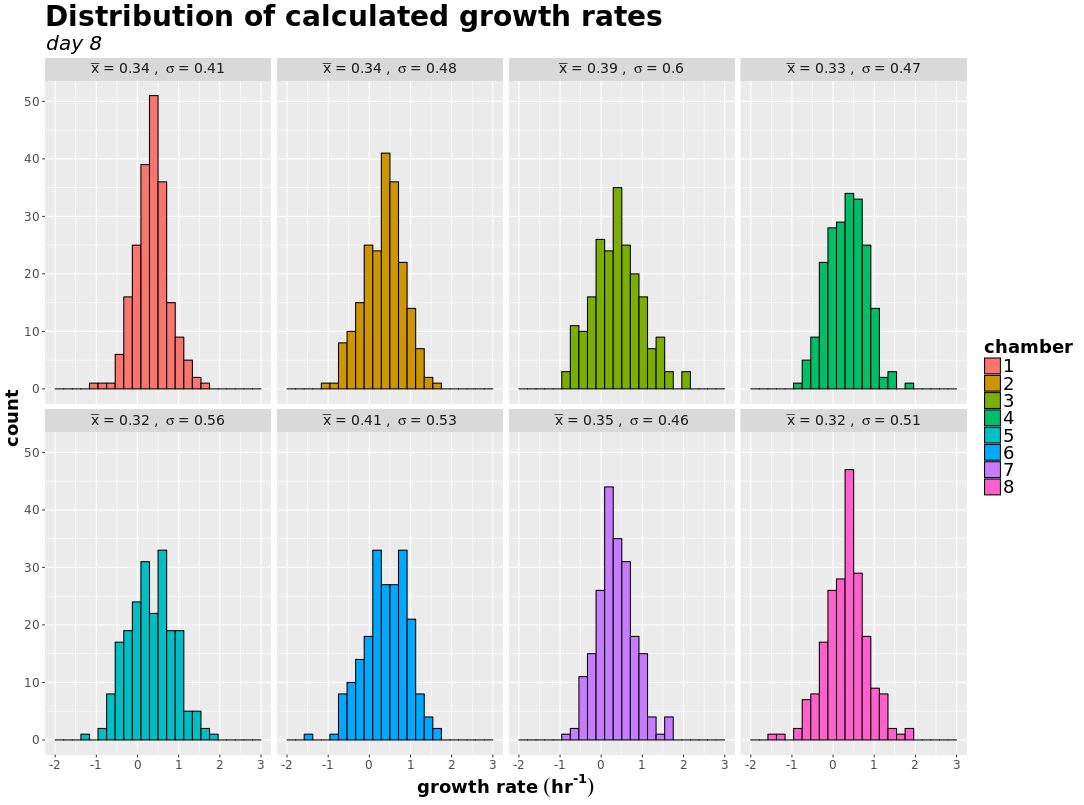 Distribution of calculated growth rates
day 8
x̅ = 0.34 , σ = 0.41
x̅ = 0.34 , σ = 0.48
x̅ = 0.39 , σ = 0.6
x̅ = 0.33 , σ = 0.47
50
40
30
20
10
0
x̅ = 0.32 , σ = 0.56
x̅ = 0.41 , σ = 0.53
x̅ = 0.35 , σ = 0.46
x̅ = 0.32 , σ = 0.51
50
40
30
20
10
0
-2 -1 0 1 2 3
-2 -1 0 1 2 3
-2 -1 0 1 2 3
-2 -1 0 1 2 3
growth rate (hr⁻¹)
count
chamber
1
2
3
4
5
6
7
8